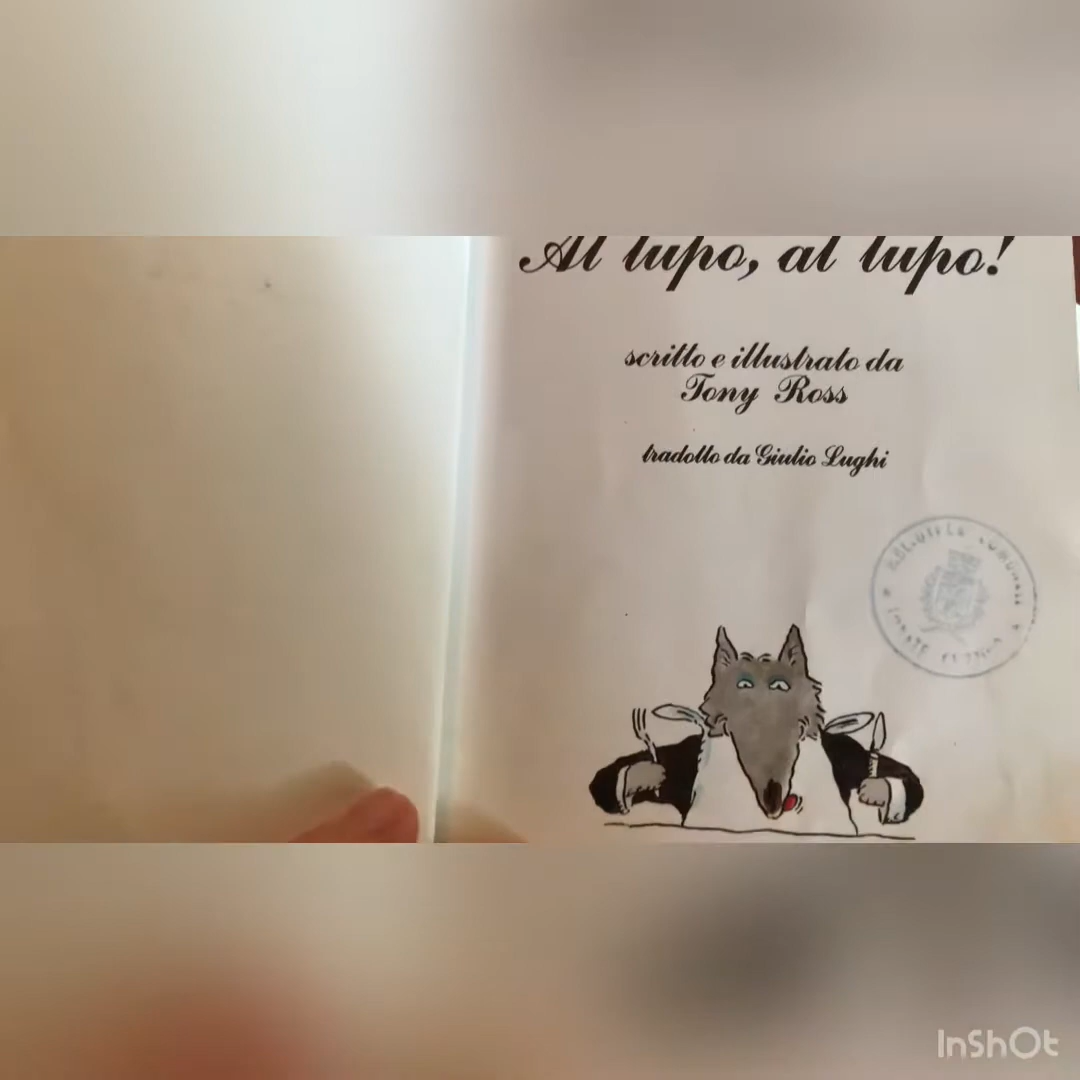 Al lupo, al lupo!
scritto e illustrato da
Tony Ross
tradotto da Giulio Lughi
InShOt